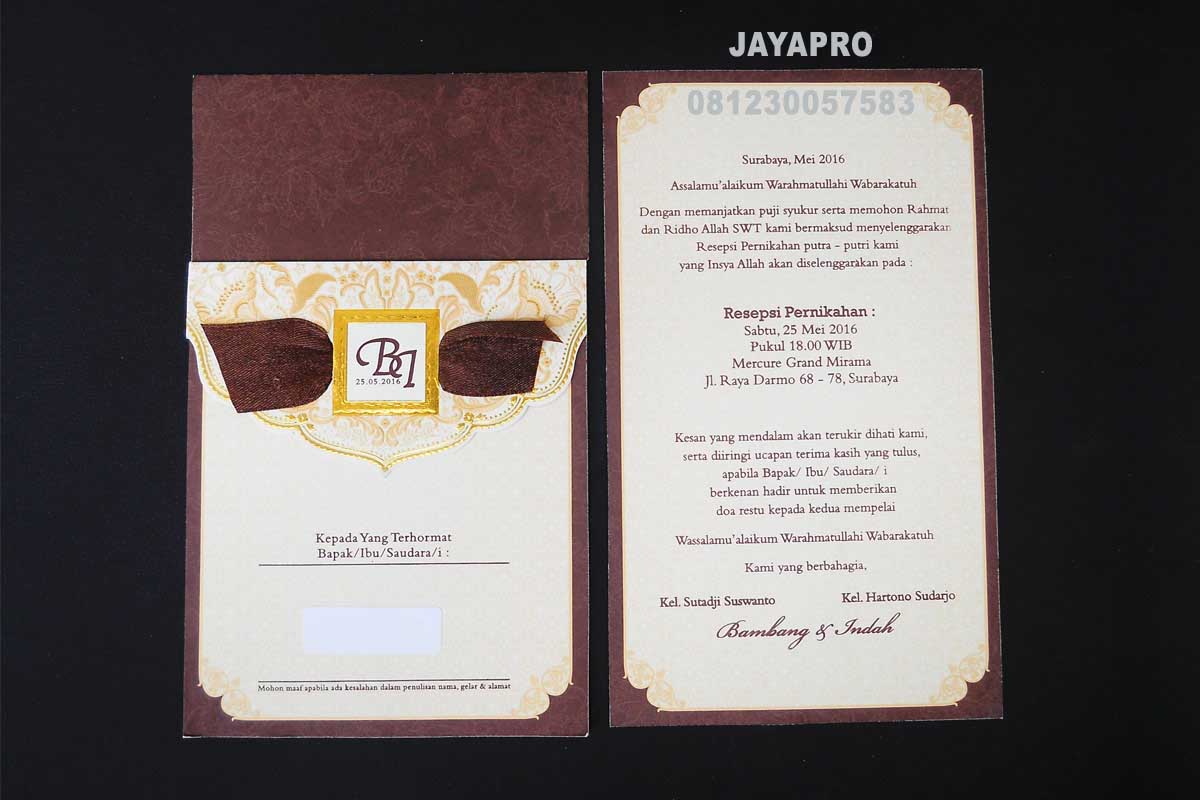 JAYAPRO
081230057583
BI
25.05.2016
Kepada Yang Terhormat
Bapak/Ibu/Saudara/i :
Mohon maaf apabila ada kesalahan dalam penulisan nama, gelar & alamat
Surabaya, Mei 2016
Assalamu'alaikum Warahmatullahi Wabarakatuh
Dengan memanjatkan puji syukur serta memohon Rahmat
dan Ridho Allah SWT kami bermaksud menyelenggarakan
Resepsi Pernikahan putra - putri kami
yang Insya Allah akan diselenggarakan pada :
Resepsi Pernikahan :
Sabtu, 25 Mei 2016
Pukul 18.00 WIB
Mercure Grand Mirama
Jl. Raya Darmo 68 - 78, Surabaya
Kesan yang mendalam akan terukir dihati kami,
serta diiringi ucapan terima kasih yang tulus,
apabila Bapak/ Ibu/ Saudara/ i
berkenan hadir untuk memberikan
doa restu kepada kedua mempelai
Wassalamu'alaikum Warahmatullahi Wabarakatuh
Kami yang berbahagia,
Kel. Sutadji Suswanto Kel. Hartono Sudarjo
Bambang & Indah